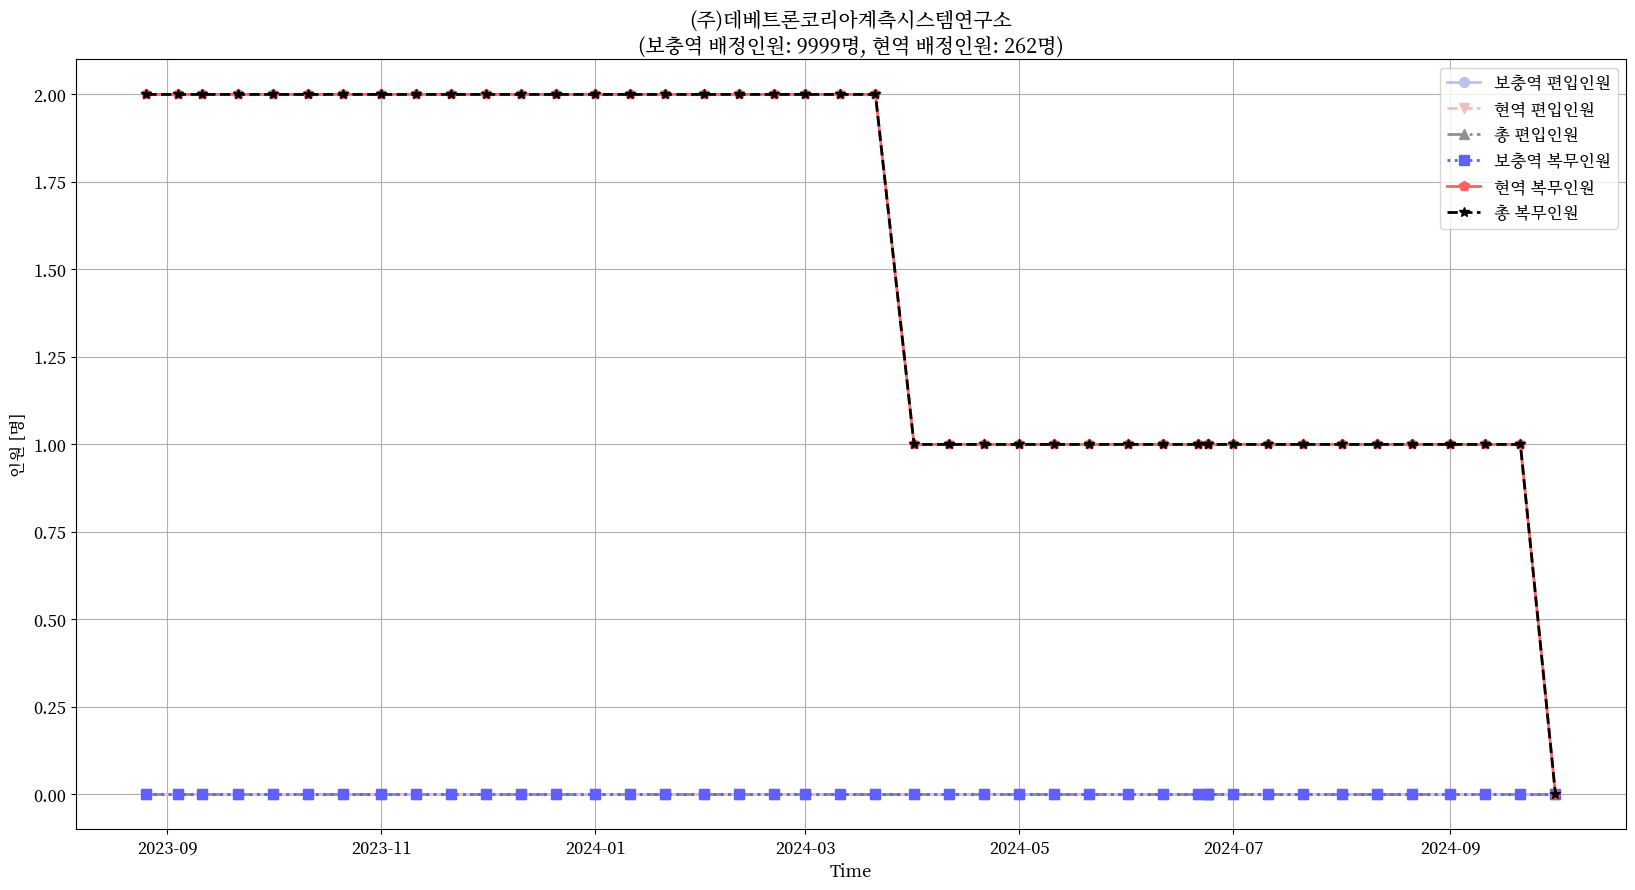 (주)데베트론코리아계측시스템연구소
(보충역 배정인원: 9999명, 현역 배정인원: 262명)
보충역 편입인원
현역 편입인원
총 편입인원
보충역 복무인원
현역 복무인원
총 복무인원
인원 [명]
2.00
1.75
1.50
1.25
1.00
0.75
0.50
0.25
0.00
2023-09
2023-11
2024-01
2024-03
2024-05
2024-07
2024-09
Time